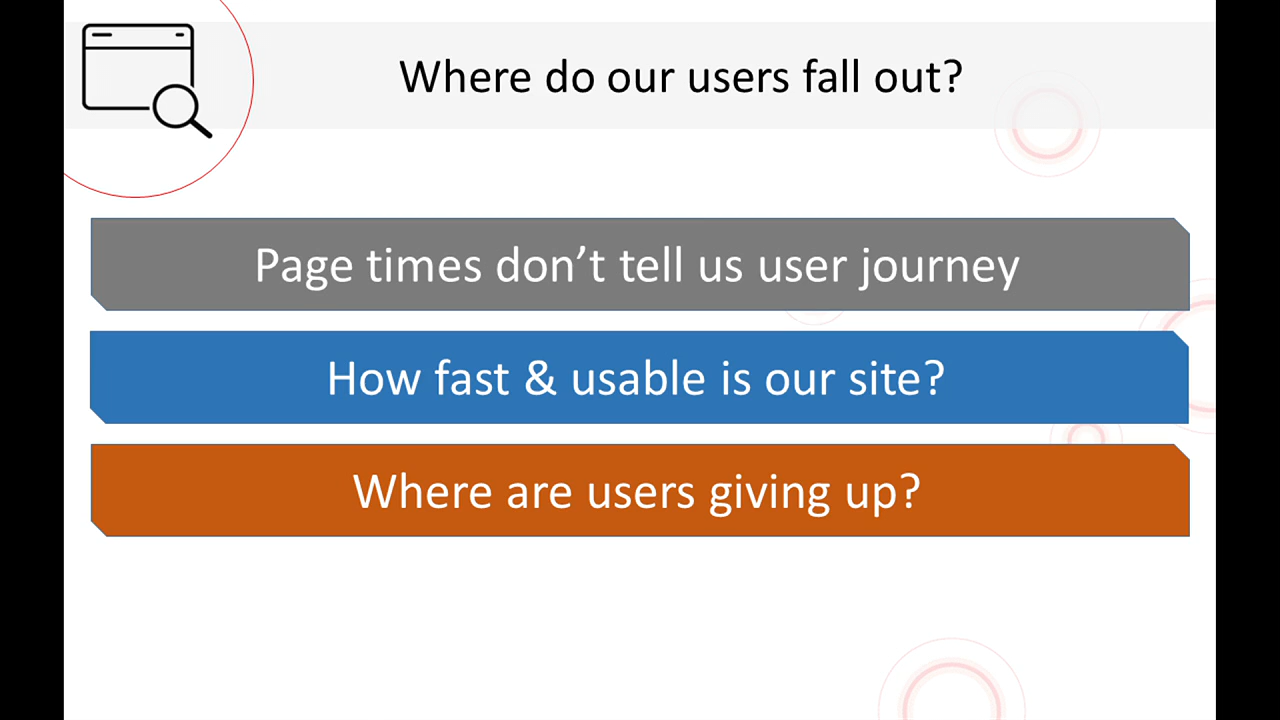 Where do our users fall out?
Page times don’t tell us user journey
How fast & usable is our site?
Where are users giving up?